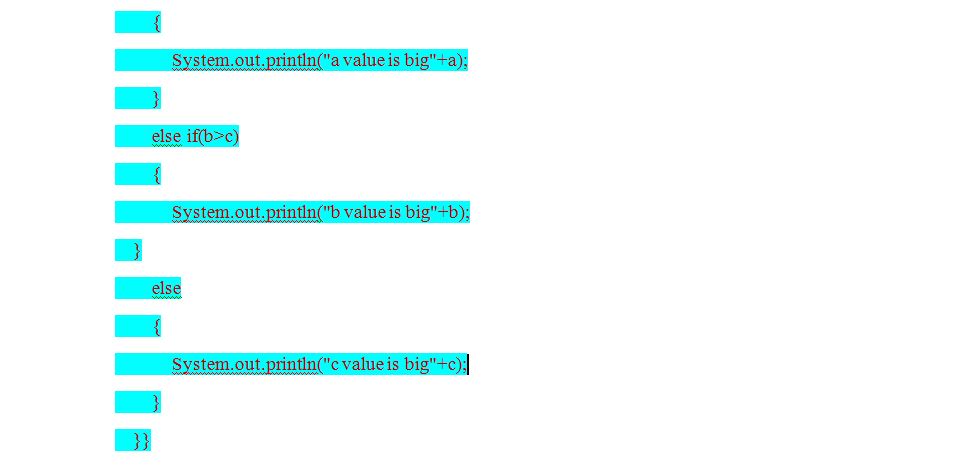 {
System.out.println("a value is big"+a);
}
else if(b>c)
{
System.out.println("b value is big"+b);
}
else
{
System.out.println("c value is big"+c);
}
}}